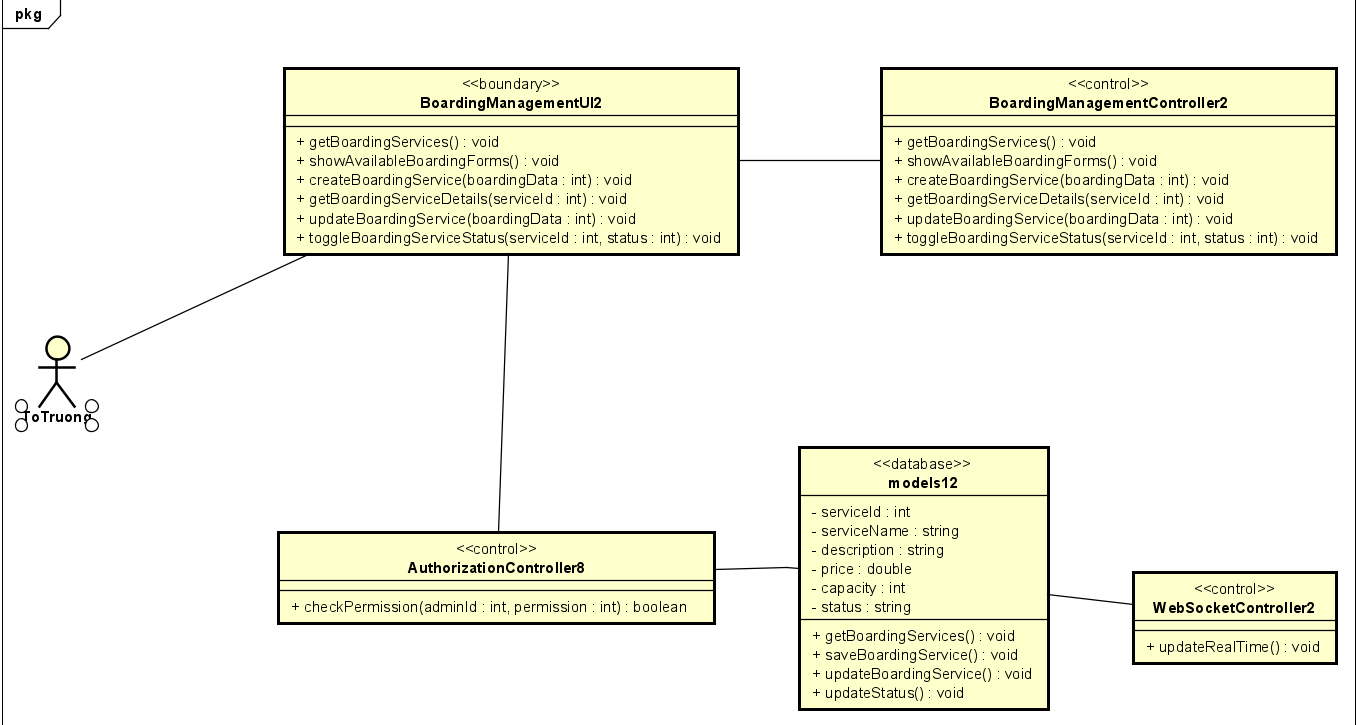 pkg
<<boundary>>
BoardingManagementUI2
+ getBoardingServices() : void
+ showAvailableBoardingForms() : void
+ createBoardingService(boardingData : int) : void
+ getBoardingServiceDetails(serviceId : int) : void
+ updateBoardingService(boardingData : int) : void
+ toggleBoardingServiceStatus(serviceId : int, status : int) : void
<<control>>
BoardingManagementController2
+ getBoardingServices() : void
+ showAvailableBoardingForms() : void
+ createBoardingService(boardingData : int) : void
+ getBoardingServiceDetails(serviceId : int) : void
+ updateBoardingService(boardingData : int) : void
+ toggleBoardingServiceStatus(serviceId : int, status : int) : void
ToTruong
<<control>>
AuthorizationController8
+ checkPermission(adminId : int, permission : int) : boolean
<<database>>
models12
- serviceId : int
- serviceName : string
- description : string
- price : double
- capacity : int
- status : string
+ getBoardingServices() : void
+ saveBoardingService() : void
+ updateBoardingService() : void
+ updateStatus() : void
<<control>>
WebSocketController2
+ updateRealTime() : void